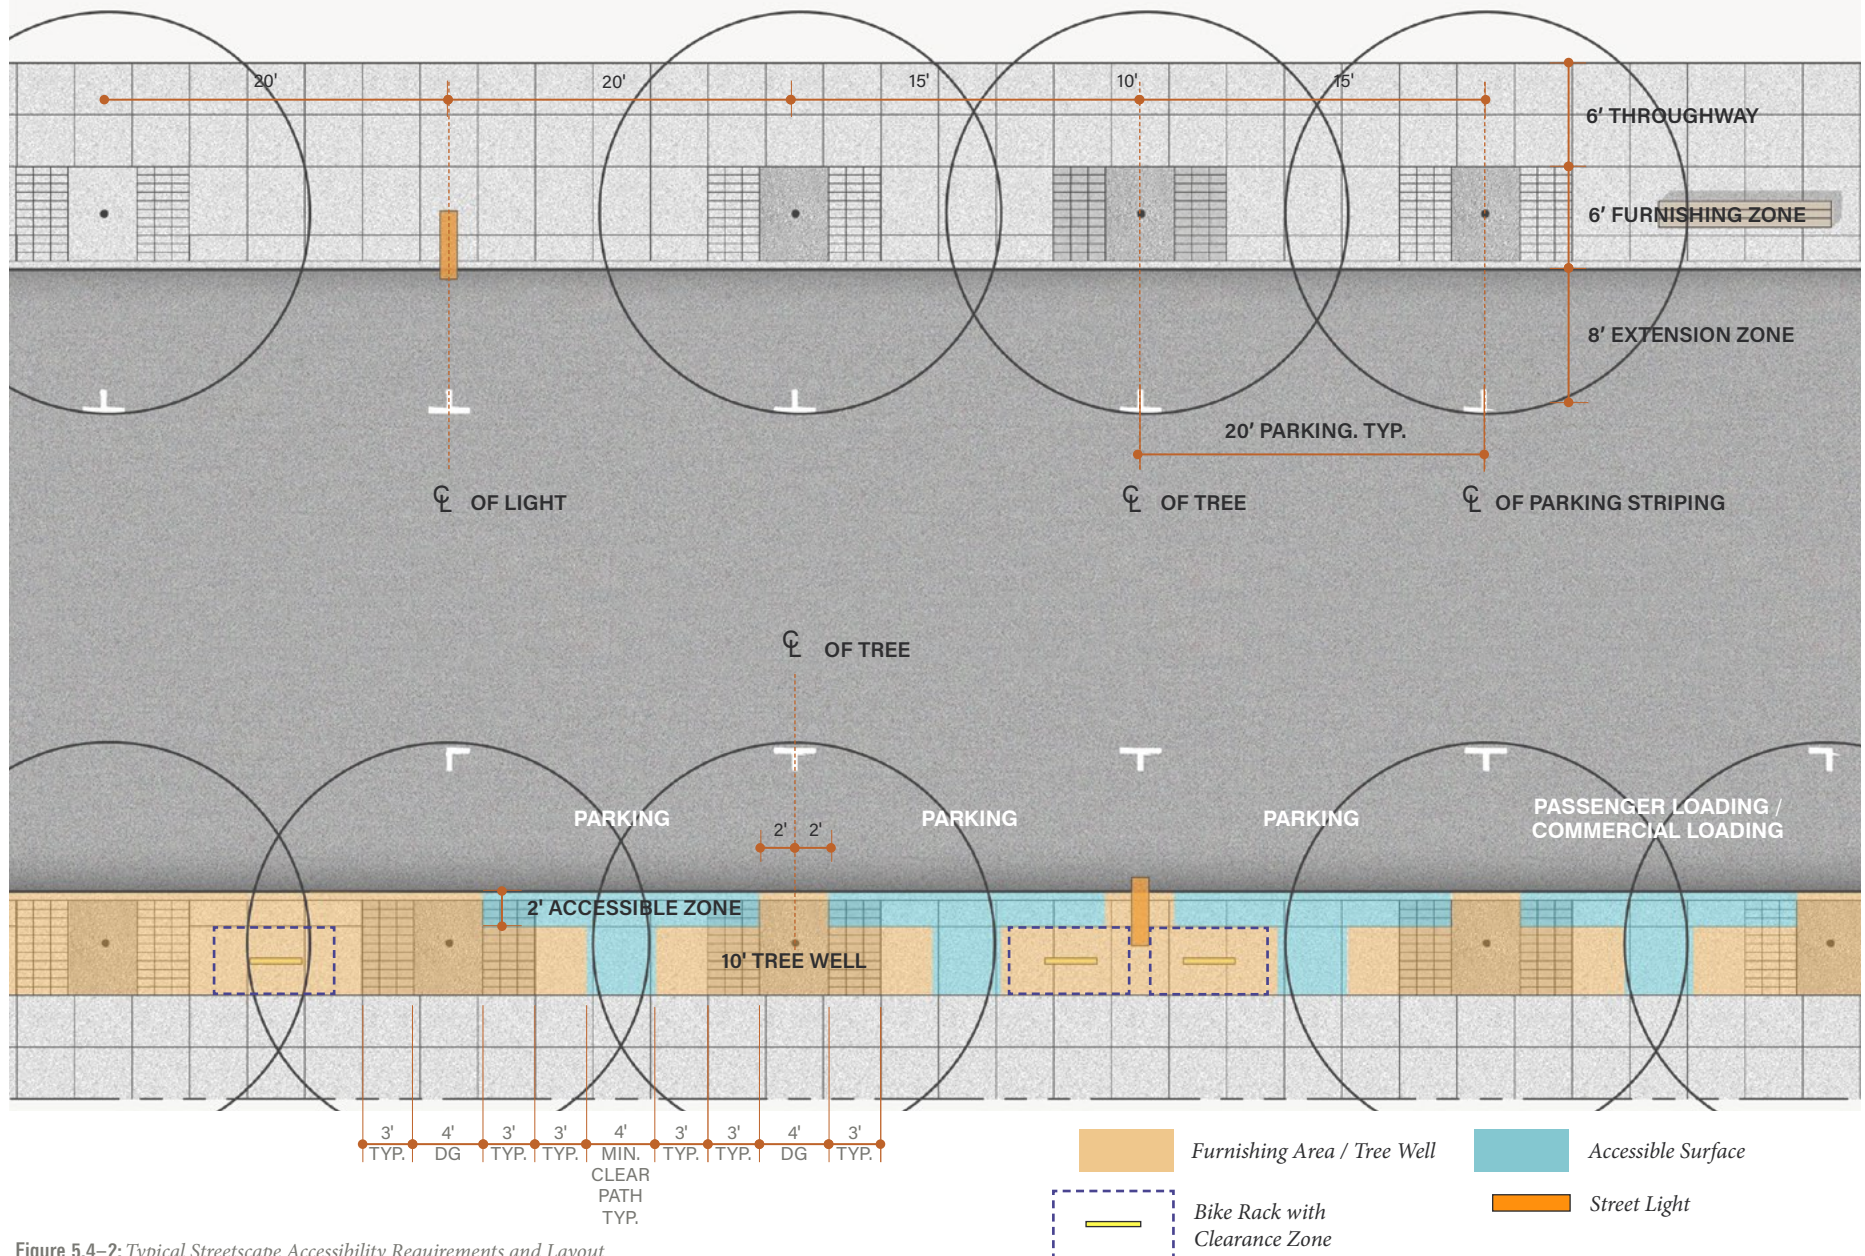 20'
20'
15'
10'
15'
6' THROUGHWAY
6' FURNISHING ZONE
8' EXTENSION ZONE
20' PARKING. TYP.
℄ OF LIGHT
℄ OF TREE
℄ OF PARKING STRIPING
℄ OF TREE
PARKING
PARKING
PARKING
PASSENGER LOADING /
COMMERCIAL LOADING
2'
2'
2' ACCESSIBLE ZONE
10' TREE WELL
3'
TYP.
4'
DG
3'
TYP.
3'
TYP.
4'
MIN.
CLEAR
PATH
TYP.
3'
TYP.
3'
TYP.
4'
DG
3'
TYP.
Furnishing Area / Tree Well
Accessible Surface
Bike Rack with
Clearance Zone
Street Light
Figure 5.4–2: Typical Streetscape Accessibility Requirements and Layout